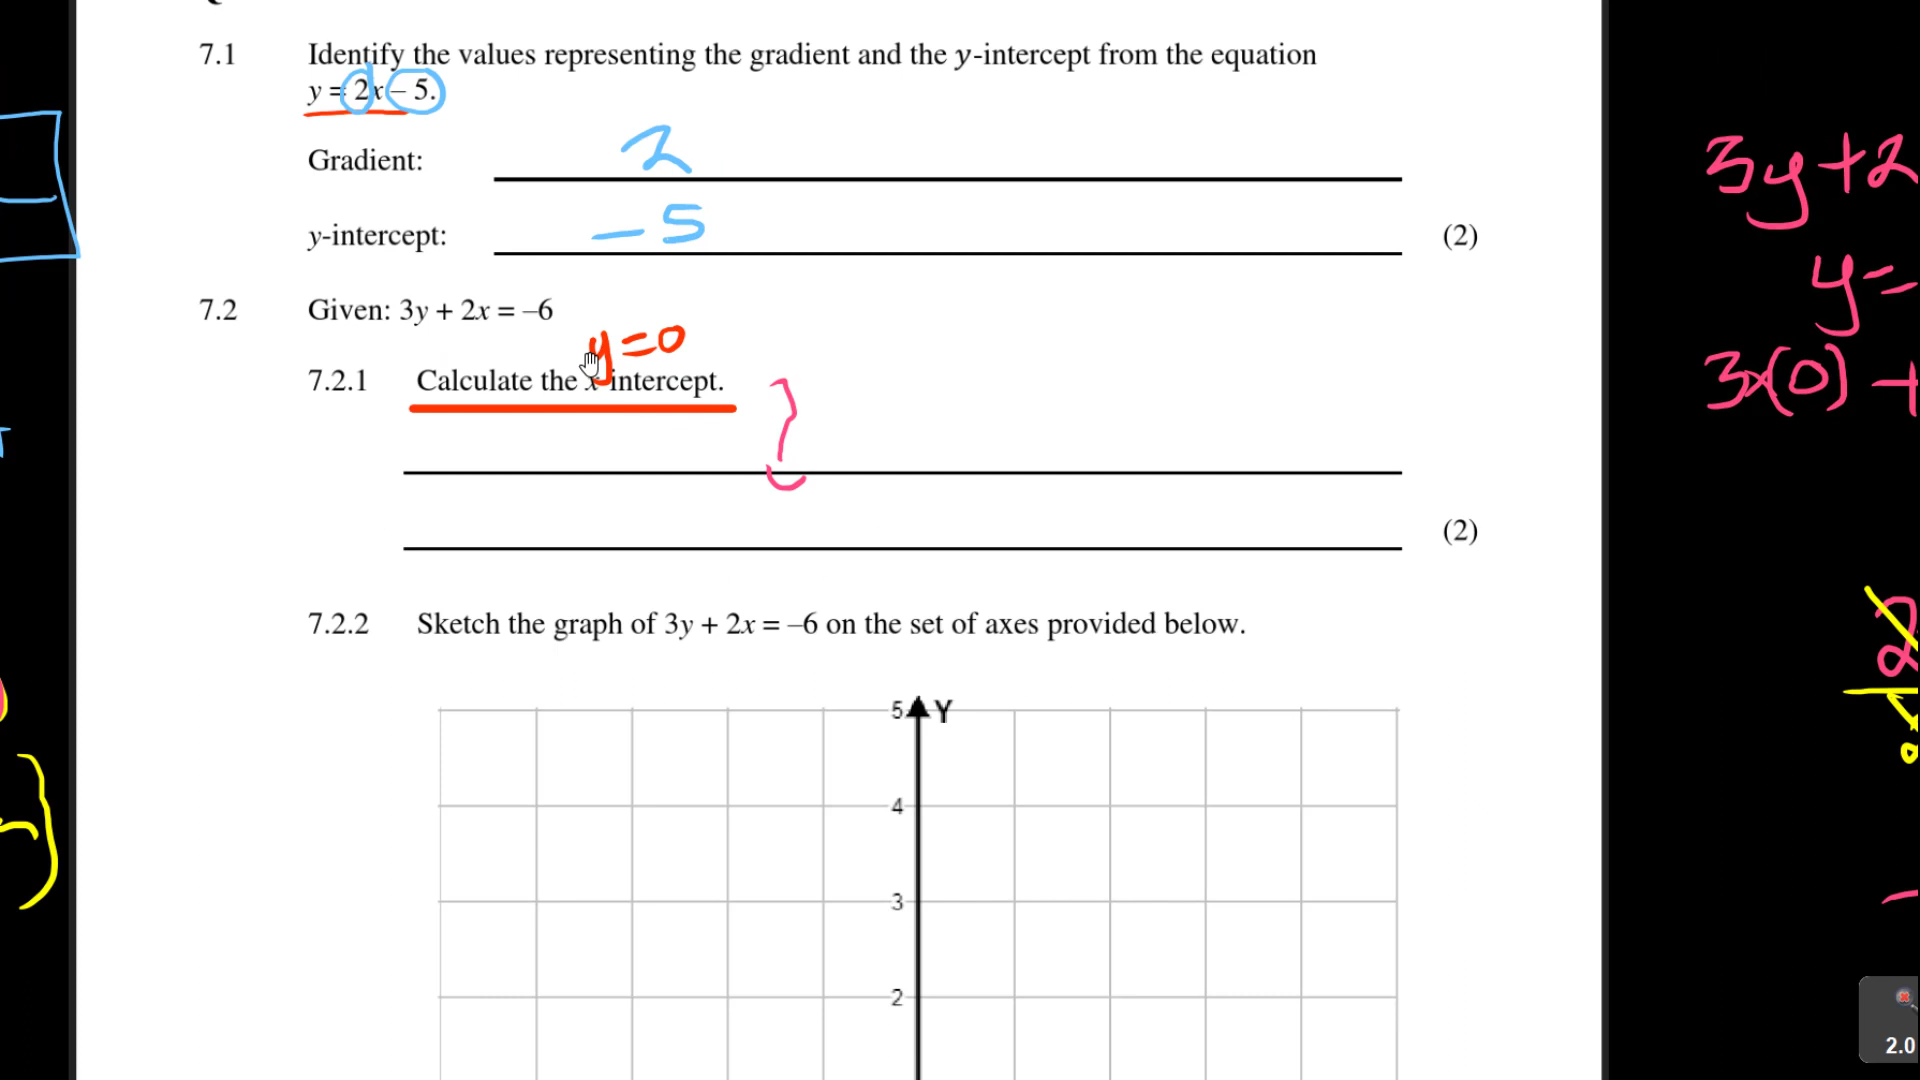 7.1 Identify the values representing the gradient and the y-intercept from the equation
y = 2x – 5.
Gradient: 2
y-intercept: – 5 (2)
7.2 Given: 3y + 2x = –6
y = 0
7.2.1 Calculate the x-intercept.
(2)
7.2.2 Sketch the graph of 3y + 2x = –6 on the set of axes provided below.
5 Y
4
3
2
3y + 2
y =
3x(0) +
2
2.0